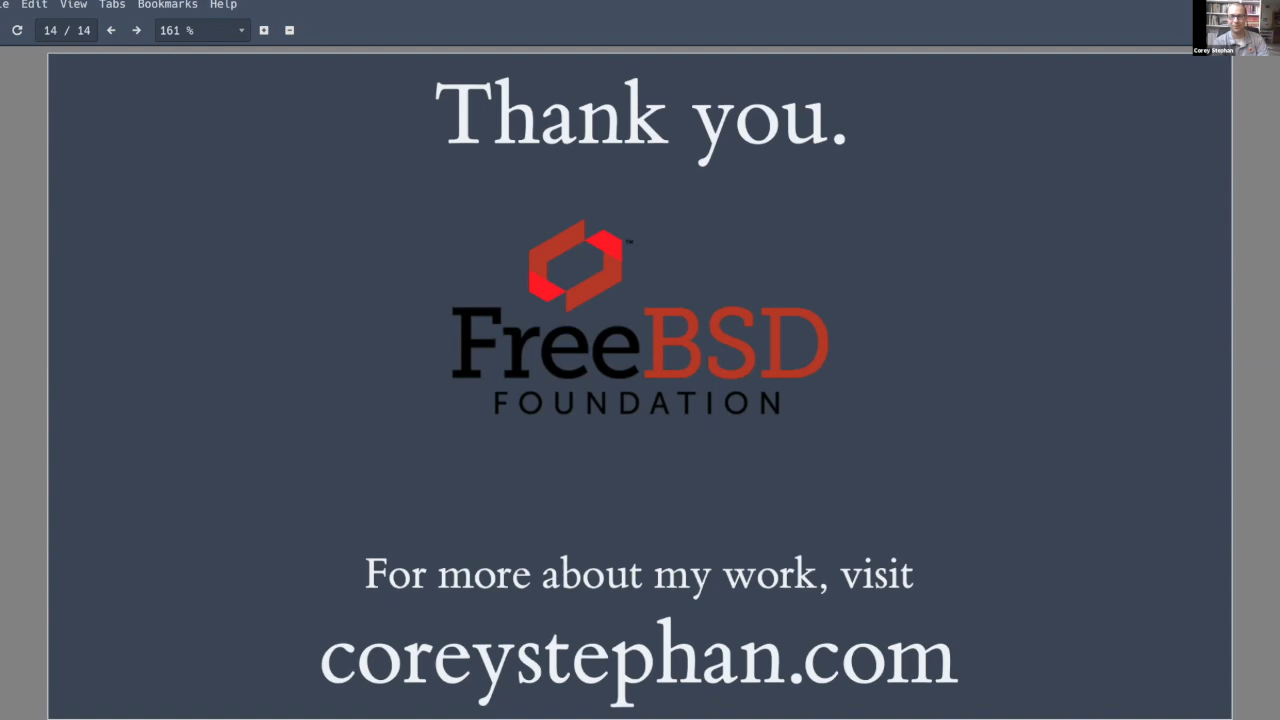 Edit View Tabs Bookmarks Help
14 / 14 161 %
Corey Stephan
Thank you.
™
FreeBSD
FOUNDATION
For more about my work, visit
coreystephan.com